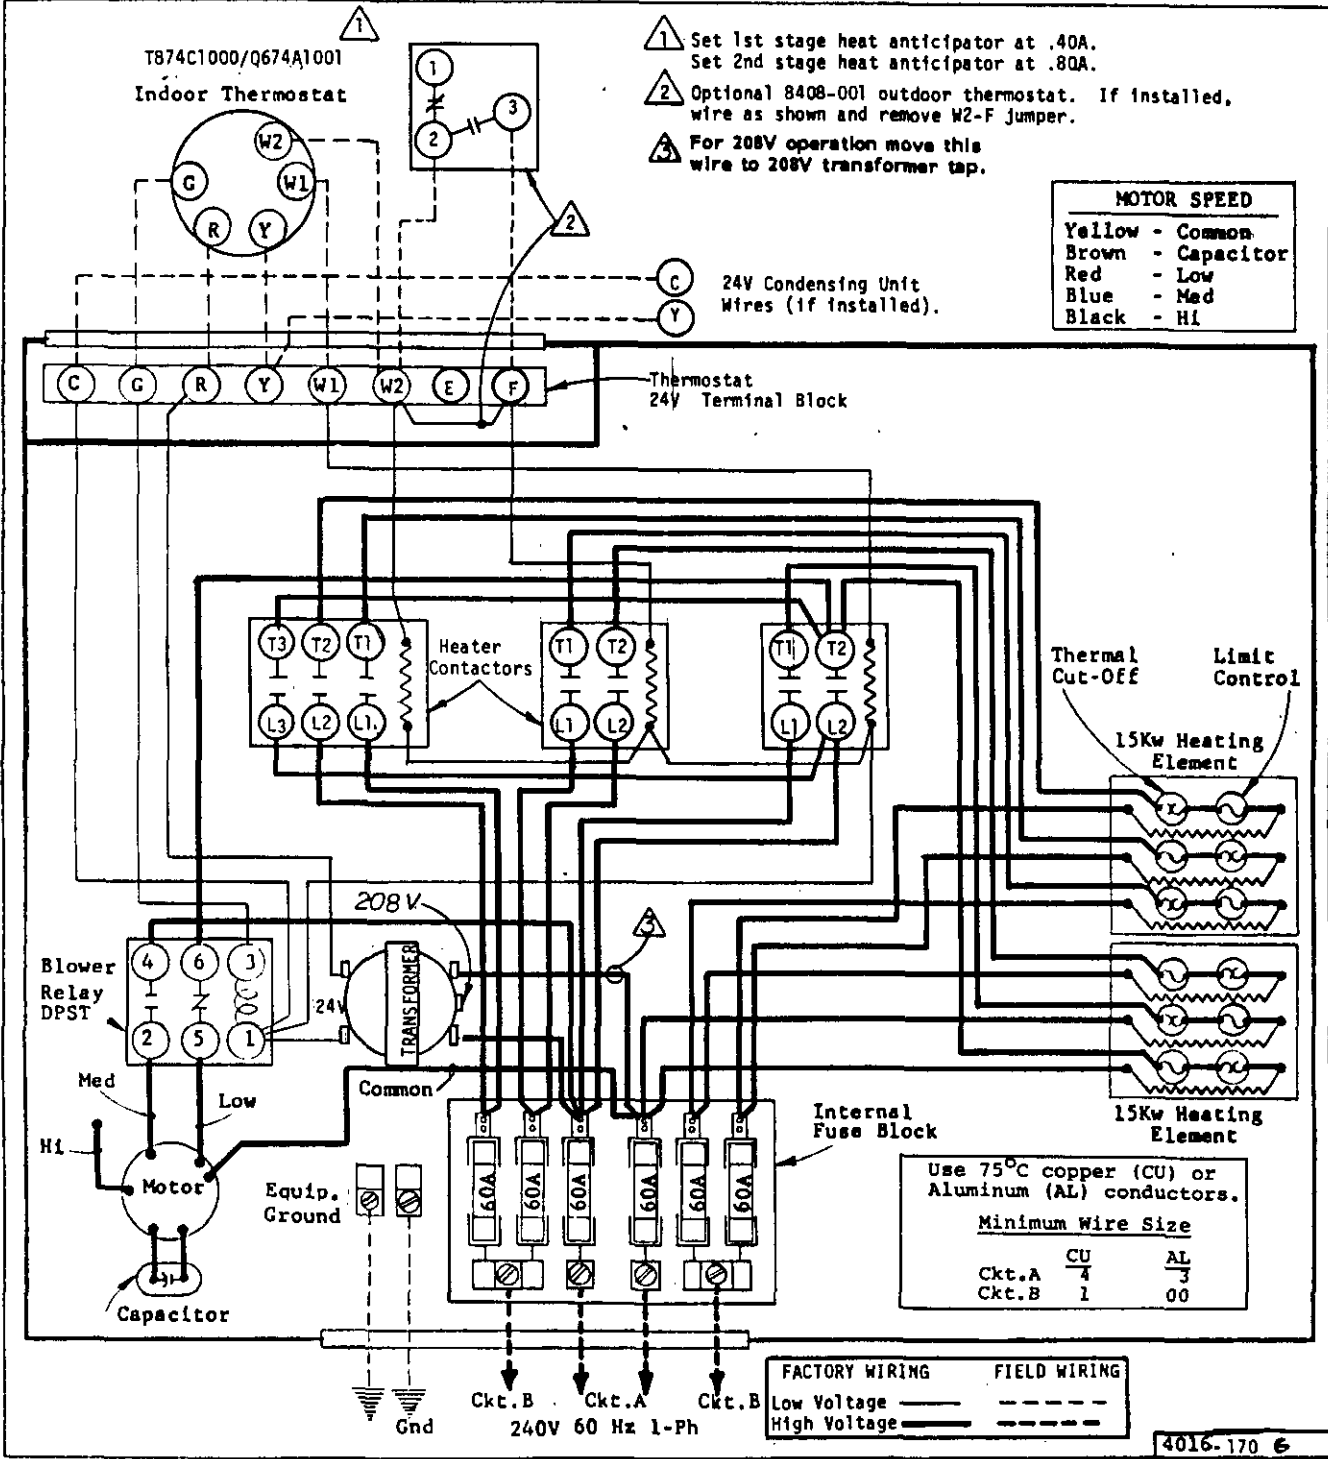 1
T874C1000/Q674A1001
Indoor Thermostat
W2
G
W1
R
Y
1
2
3
2
1 Set 1st stage heat anticipator at .40A.
Set 2nd stage heat anticipator at .80A.
2 Optional 8408-001 outdoor thermostat. If installed,
wire as shown and remove W2-F jumper.
3 For 208V operation move this
wire to 208V transformer tap.
MOTOR SPEED
Yellow - Common
Brown - Capacitor
Red - Low
Blue - Med
Black - Hi
C
Y
24V Condensing Unit
Wires (if installed).
C G R Y W1 W2 E F
Thermostat
24V Terminal Block
T3 T2 T1
L3 L2 L1.
Heater
Contactors
T1 T2
L1 L2
T1 T2
L1 L2
Thermal
Cut-Off
Limit
Control
15Kw Heating
Element
15Kw Heating
Element
208V
3
Blower
Relay
DPST
4 6 3
2 5 1
24V
TRANSFORMER
Common
Med
Low
Hi
Motor
Capacitor
Equip.
Ground
Gnd
Internal
Fuse Block
60A 60A 60A 60A 60A 60A
Use 75°C copper (CU) or
Aluminum (AL) conductors.
Minimum Wire Size
CU AL
Ckt.A 4 3
Ckt.B 1 00
Ckt.B Ckt.A Ckt.B
240V 60 Hz 1-Ph
FACTORY WIRING FIELD WIRING
Low Voltage
High Voltage
4016-170 G